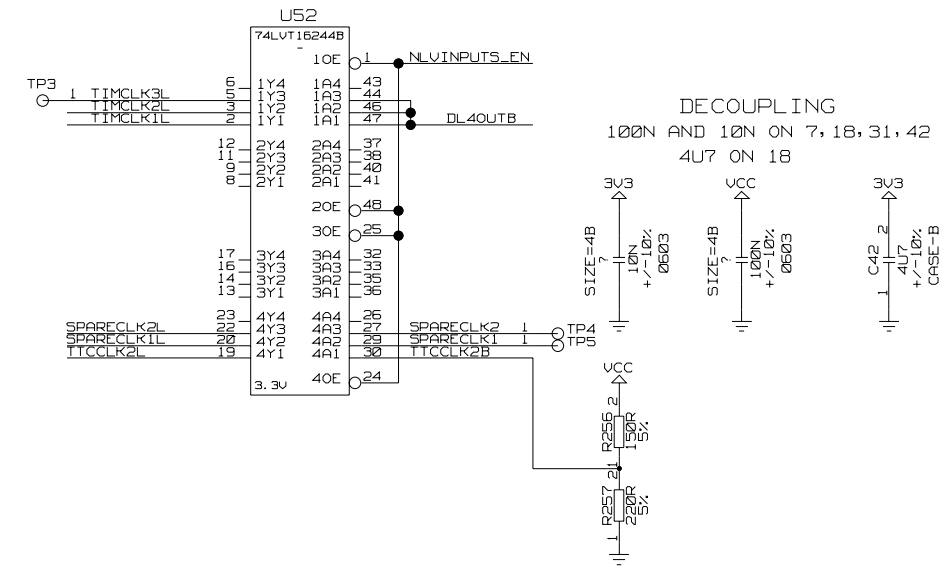 U52
74LVT16244B
-
1OE 1 NLVINPUTS_EN
TP3
6 1Y4 1A4 43
1 TIMCLK3L 5 1Y3 1A3 44
TIMCLK2L 3 1Y2 1A2 46
TIMCLK1L 2 1Y1 1A1 47 DL4OUTB
12 2Y4 2A4 37
11 2Y3 2A3 38
9 2Y2 2A2 40
8 2Y1 2A1 41
2OE 48
3OE 25
17 3Y4 3A4 32
16 3Y3 3A3 33
14 3Y2 3A2 35
13 3Y1 3A1 36
23 4Y4 4A4 26
SPARECLK2L 22 4Y3 4A3 27 SPARECLK2 1 TP4
SPARECLK1L 20 4Y2 4A2 29 SPARECLK1 1 TP5
TTCCLK2L 19 4Y1 4A1 30 TTCCLK2B
4OE 24
3.3V
DECOUPLING
100N AND 10N ON 7,18,31,42
4U7 ON 18
3V3
SIZE=4B
?
10N
+/-10%
0603
VCC
SIZE=4B
?
100N
+/-10%
0603
3V3
2
C42
4U7
+/-10%
CASE-B
1
VCC
2
R256
150R
5%
1
2
R257
220R
5%
1